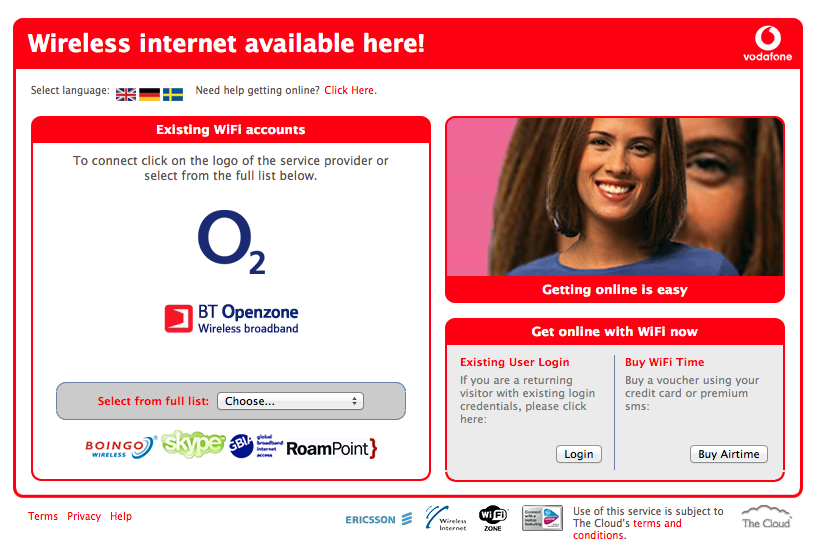 Wireless internet available here!
vodafone
Select language:
Need help getting online? Click Here.
Existing WiFi accounts
To connect click on the logo of the service provider or
select from the full list below.
O2
BT Openzone
Wireless broadband
Select from full list: Choose...
BOINGO
WIRELESS
skype
GBIA
global
broadband
internet
access
RoamPoint}
Getting online is easy
Get online with WiFi now
Existing User Login
If you are a returning
visitor with existing login
credentials, please click
here:
Login
Buy WiFi Time
Buy a voucher using your
credit card or premium
sms:
Buy Airtime
Terms Privacy Help
ERICSSON
Wireless
Internet
WiFi
ZONE
Use of this service is subject to
The Cloud's terms and
conditions.
The Cloud